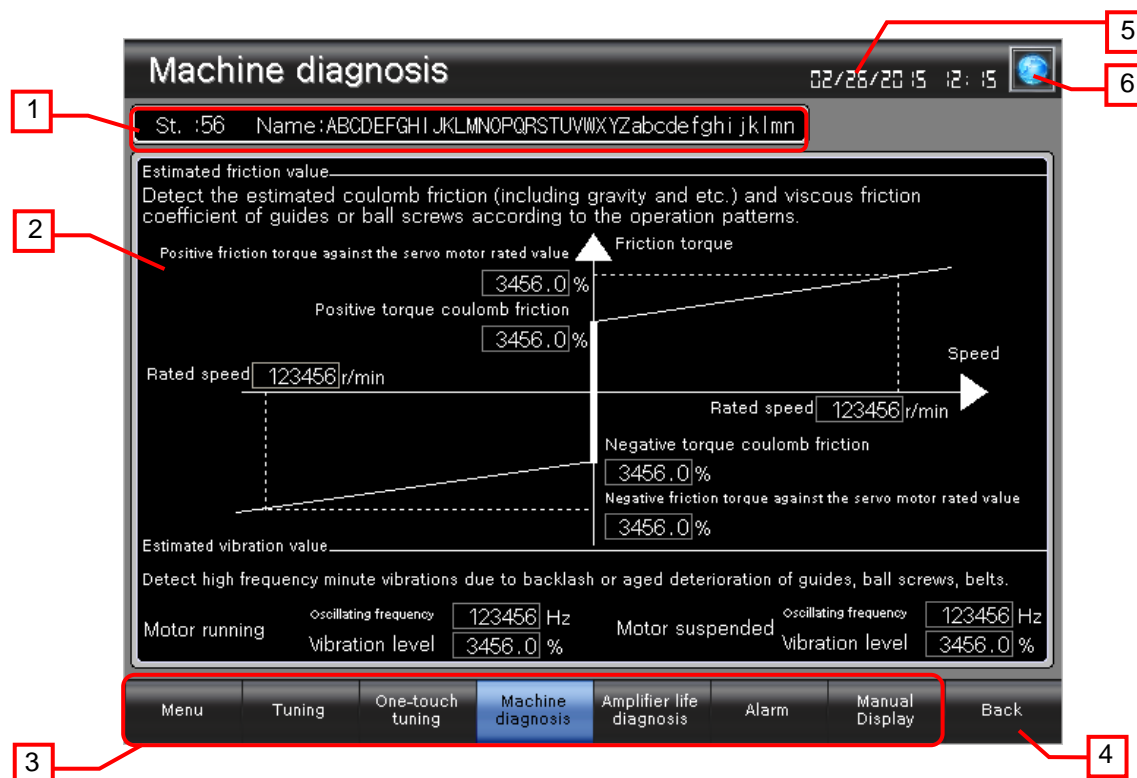 5
Machine diagnosis
02/26/2015 12:15
6
1
St. :56 Name:ABCDEFGHIJKLMNOPQRSTUVWXYZabcdefghijklmn
Estimated friction value
Detect the estimated coulomb friction (including gravity and etc.) and viscous friction
coefficient of guides or ball screws according to the operation patterns.
2
Positive friction torque against the servo motor rated value
Friction torque
3456.0 %
Positive torque coulomb friction
3456.0 %
Speed
Rated speed 123456 r/min
Rated speed 123456 r/min
Negative torque coulomb friction
3456.0 %
Negative friction torque against the servo motor rated value
3456.0 %
Estimated vibration value
Detect high frequency minute vibrations due to backlash or aged deterioration of guides, ball screws, belts.
Motor running
Oscillating frequency 123456 Hz
Vibration level 3456.0 %
Motor suspended
Oscillating frequency 123456 Hz
Vibration level 3456.0 %
Menu
Tuning
One-touch
tuning
Machine
diagnosis
Amplifier life
diagnosis
Alarm
Manual
Display
Back
3
4